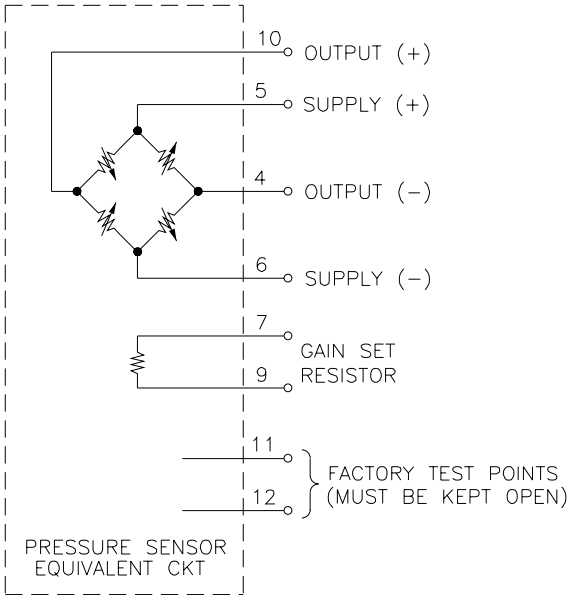 10 OUTPUT (+)
5 SUPPLY (+)
4 OUTPUT (−)
6 SUPPLY (−)
7
GAIN SET
RESISTOR
9
11
FACTORY TEST POINTS
(MUST BE KEPT OPEN)
12
PRESSURE SENSOR
EQUIVALENT CKT